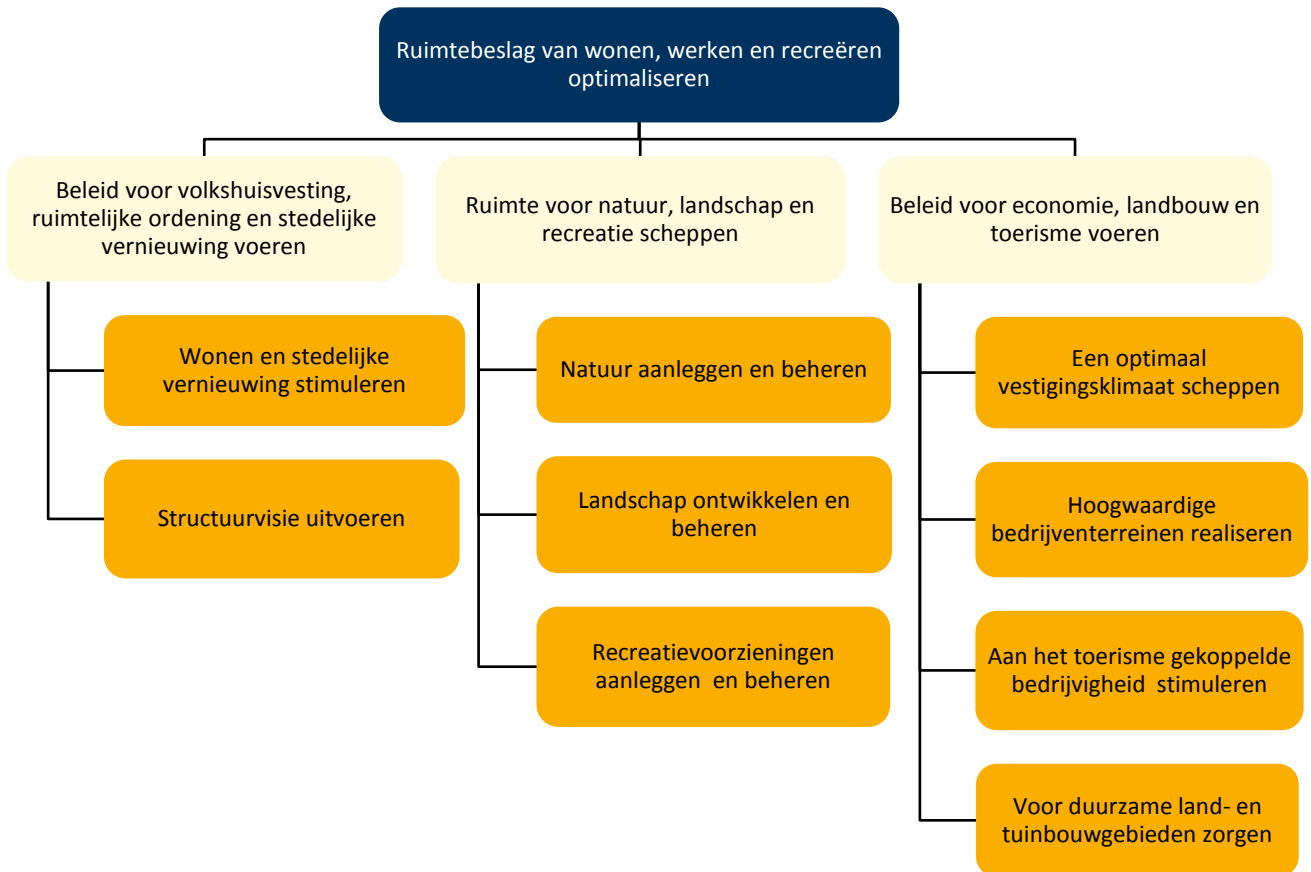 Ruimtebeslag van wonen, werken en recreëren
optimaliseren
Beleid voor volkshuisvesting,
ruimtelijke ordening en stedelijke
vernieuwing voeren
Wonen en stedelijke
vernieuwing stimuleren
Structuurvisie uitvoeren
Ruimte voor natuur, landschap en
recreatie scheppen
Natuur aanleggen en beheren
Landschap ontwikkelen en
beheren
Recreatievoorzieningen
aanleggen en beheren
Beleid voor economie, landbouw en
toerisme voeren
Een optimaal
vestigingsklimaat scheppen
Hoogwaardige
bedrijventerreinen realiseren
Aan het toerisme gekoppelde
bedrijvigheid stimuleren
Voor duurzame land- en
tuinbouwgebieden zorgen